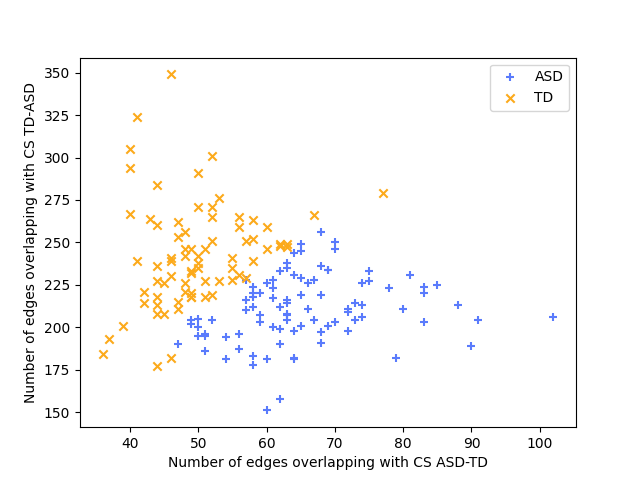 350
325
300
275
250
225
200
175
150
Number of edges overlapping with CS TD-ASD
ASD
TD
40 50 60 70 80 90 100
Number of edges overlapping with CS ASD-TD